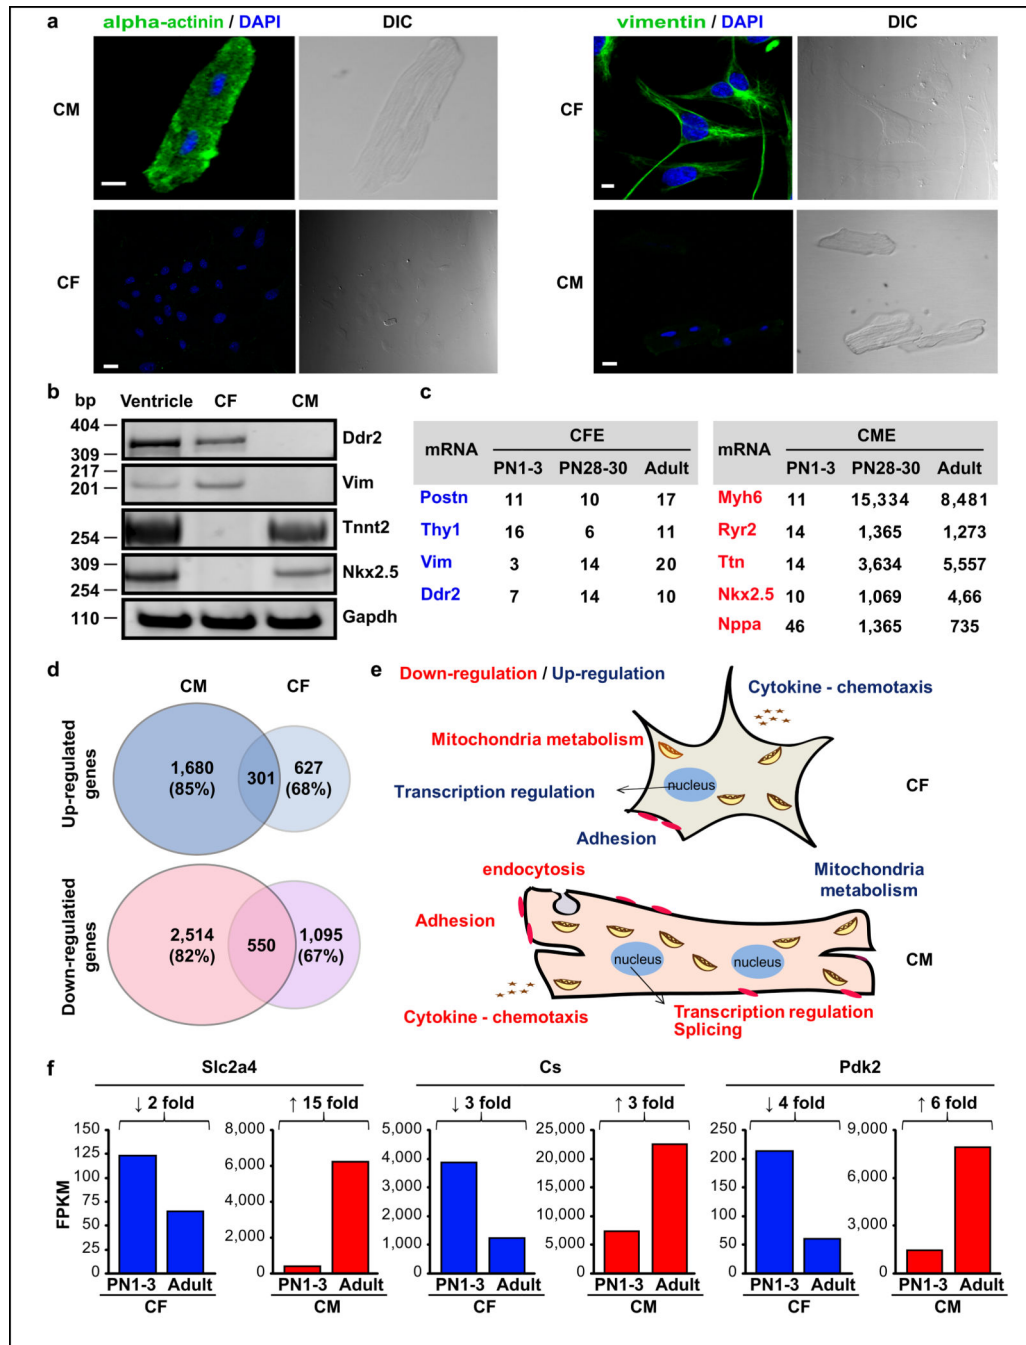 a
alpha-actinin / DAPI
DIC
vimentin / DAPI
DIC
CM
CF
CF
CM
b
bp
Ventricle CF CM
404
309
Ddr2
217
201
Vim
254
Tnnt2
309
254
Nkx2.5
110
Gapdh
c
mRNA CFE
PN1-3 PN28-30 Adult
Postn 11 10 17
Thy1 16 6 11
Vim 3 14 20
Ddr2 7 14 10
mRNA CME
PN1-3 PN28-30 Adult
Myh6 11 15,334 8,481
Ryr2 14 1,365 1,273
Ttn 14 3,634 5,557
Nkx2.5 10 1,069 4,66
Nppa 46 1,365 735
d
CM CF
Up-regulated
genes
1,680
(85%)
301
627
(68%)
Down-regulatied
genes
2,514
(82%)
550
1,095
(67%)
e
Down-regulation / Up-regulation
Cytokine - chemotaxis
Mitochondria metabolism
nucleus
CF
Transcription regulation
Adhesion
endocytosis
Mitochondria
metabolism
Adhesion
nucleus
nucleus
CM
Cytokine - chemotaxis
Transcription regulation
Splicing
f
Slc2a4
Cs
Pdk2
↓ 2 fold
↑ 15 fold
↓ 3 fold
↑ 3 fold
↓ 4 fold
↑ 6 fold
FPKM
125
100
75
50
25
0
PN1-3 Adult
CF
8,000
6,000
4,000
2,000
0
PN1-3 Adult
CM
5,000
4,000
3,000
2,000
1,000
0
PN1-3 Adult
CF
25,000
20,000
15,000
10,000
5,000
0
PN1-3 Adult
CM
250
200
150
100
50
0
PN1-3 Adult
CF
9,000
6,000
3,000
0
PN1-3 Adult
CM